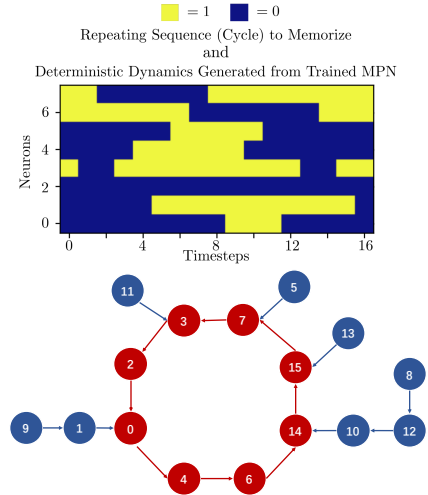 = 1 = 0
Repeating Sequence (Cycle) to Memorize
and
Deterministic Dynamics Generated from Trained MPN
Neurons
6
4
2
0
0 4 8 12 16
Timesteps
11
5
3
7
13
2
15
8
9
1
0
14
10
12
4
6